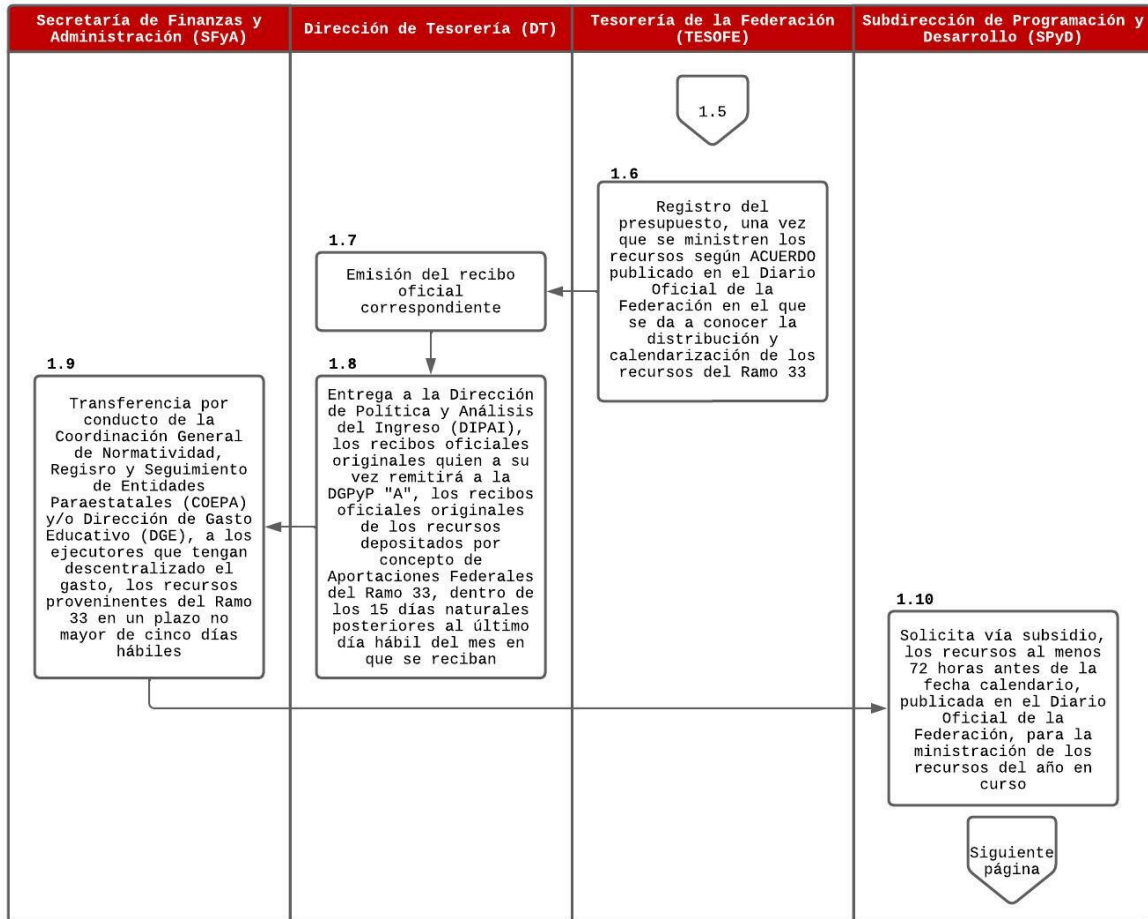 Secretaría de Finanzas y
Administración (SFyA)
Dirección de Tesorería (DT)
Tesorería de la Federación
(TESOFE)
Subdirección de Programación y
Desarrollo (SPyD)
1.5
1.6
Registro del
presupuesto, una vez
que se ministren los
recursos según ACUERDO
publicado en el Diario
Oficial de la
Federación en el que
se da a conocer la
distribución y
calendarización de los
recursos del Ramo 33
1.7
Emisión del recibo
oficial
correspondiente
1.8
Entrega a la Dirección
de Política y Análisis
del Ingreso (DIPAI),
los recibos oficiales
originales quien a su
vez remitirá a la
DGPyP "A", los recibos
oficiales originales
de los recursos
depositados por
concepto de
Aportaciones Federales
del Ramo 33, dentro de
los 15 días naturales
posteriores al último
día hábil del mes en
que se reciban
1.9
Transferencia por
conducto de la
Coordinación General
de Normatividad,
Regisro y Seguimiento
de Entidades
Paraestatales (COEPA)
y/o Dirección de Gasto
Educativo (DGE), a los
ejecutores que tengan
descentralizado el
gasto, los recursos
proveninentes del Ramo
33 en un plazo no
mayor de cinco días
hábiles
1.10
Solicita vía subsidio,
los recursos al menos
72 horas antes de la
fecha calendario,
publicada en el Diario
Oficial de la
Federación, para la
ministración de los
recursos del año en
curso
Siguiente
página